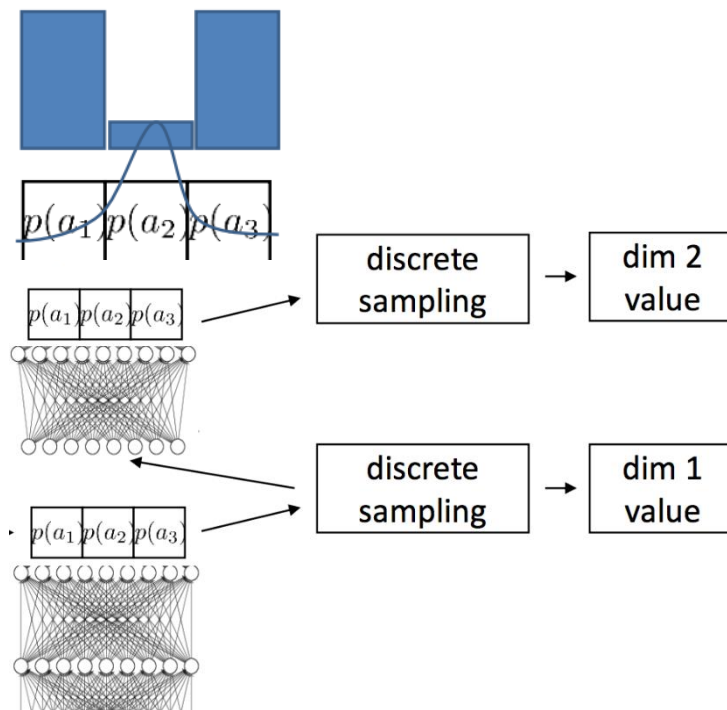 p(a₁) p(a₂) p(a₃)
discrete
sampling
dim 2
value
p(a₁) p(a₂) p(a₃)
discrete
sampling
dim 1
value
p(a₁) p(a₂) p(a₃)